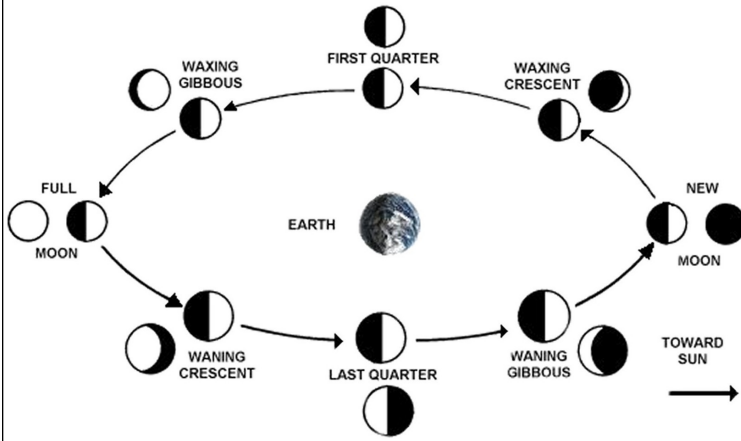 FIRST QUARTER
WAXING
GIBBOUS
WAXING
CRESCENT
FULL
MOON
EARTH
NEW
MOON
WANING
CRESCENT
LAST QUARTER
WANING
GIBBOUS
TOWARD
SUN